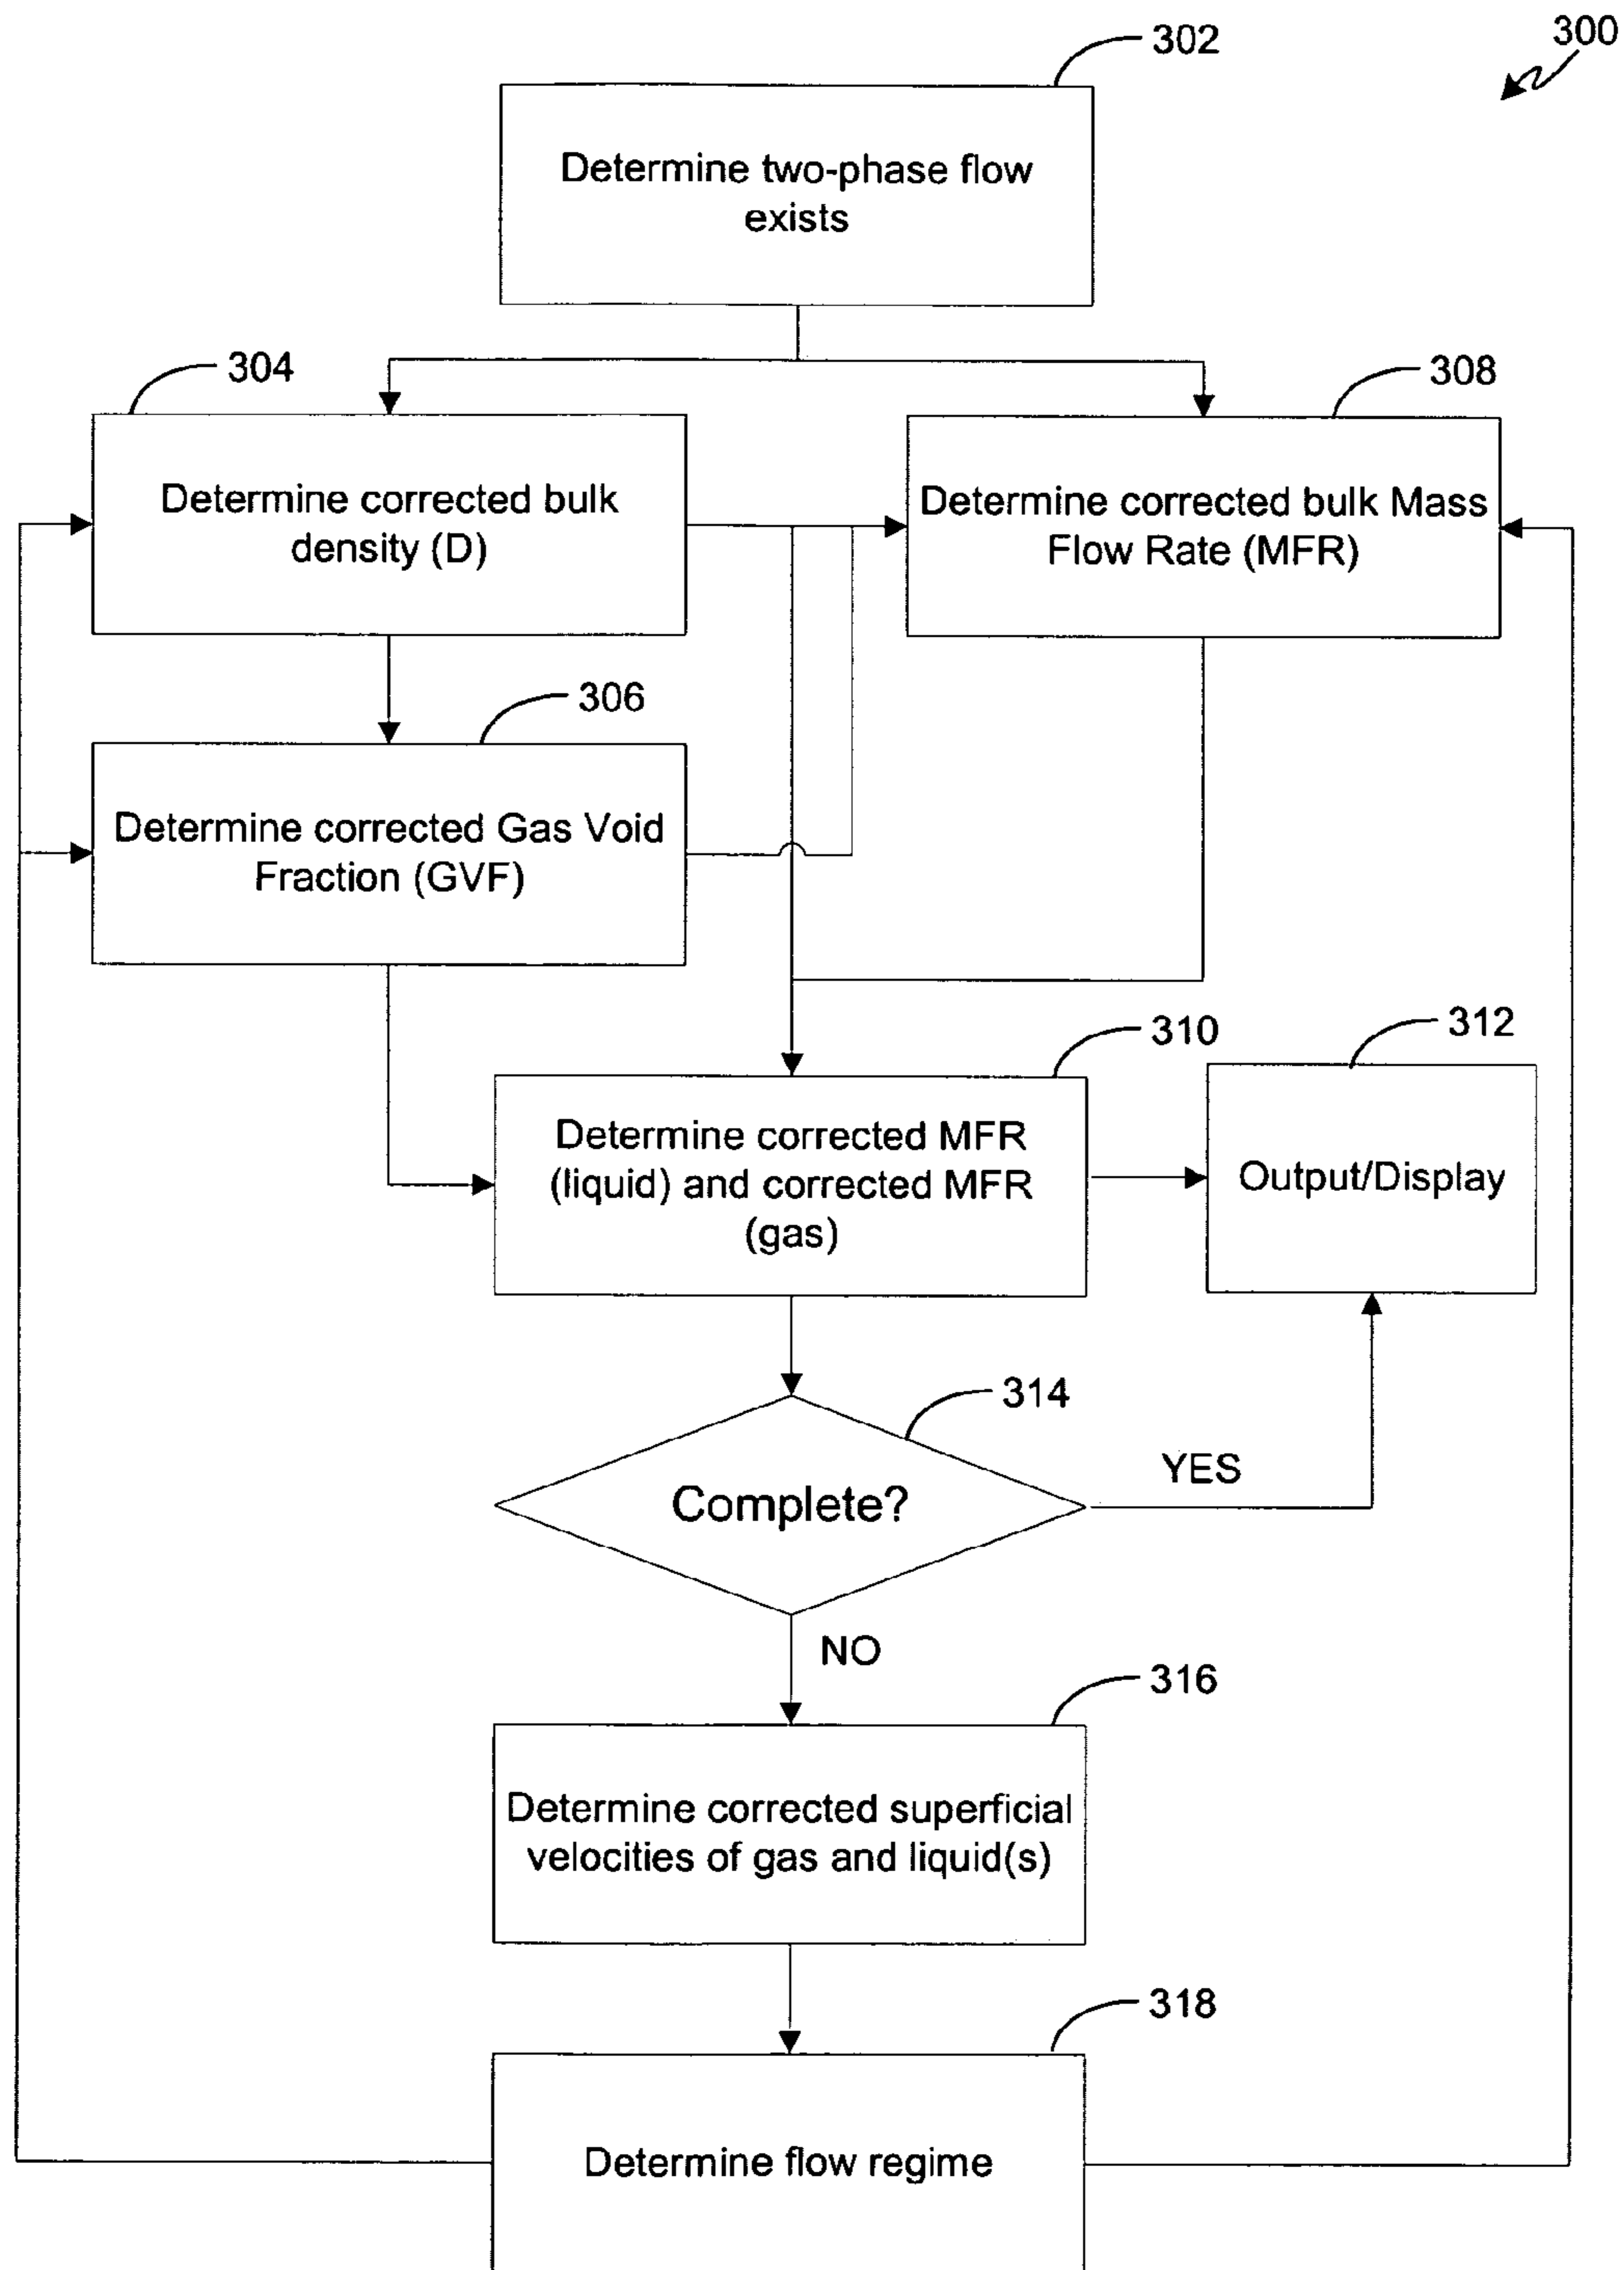 300
302
Determine two-phase flow
exists
304
Determine corrected bulk
density (D)
308
Determine corrected bulk Mass
Flow Rate (MFR)
306
Determine corrected Gas Void
Fraction (GVF)
310
Determine corrected MFR
(liquid) and corrected MFR
(gas)
312
Output/Display
314
Complete?
YES
NO
316
Determine corrected superficial
velocities of gas and liquid(s)
318
Determine flow regime